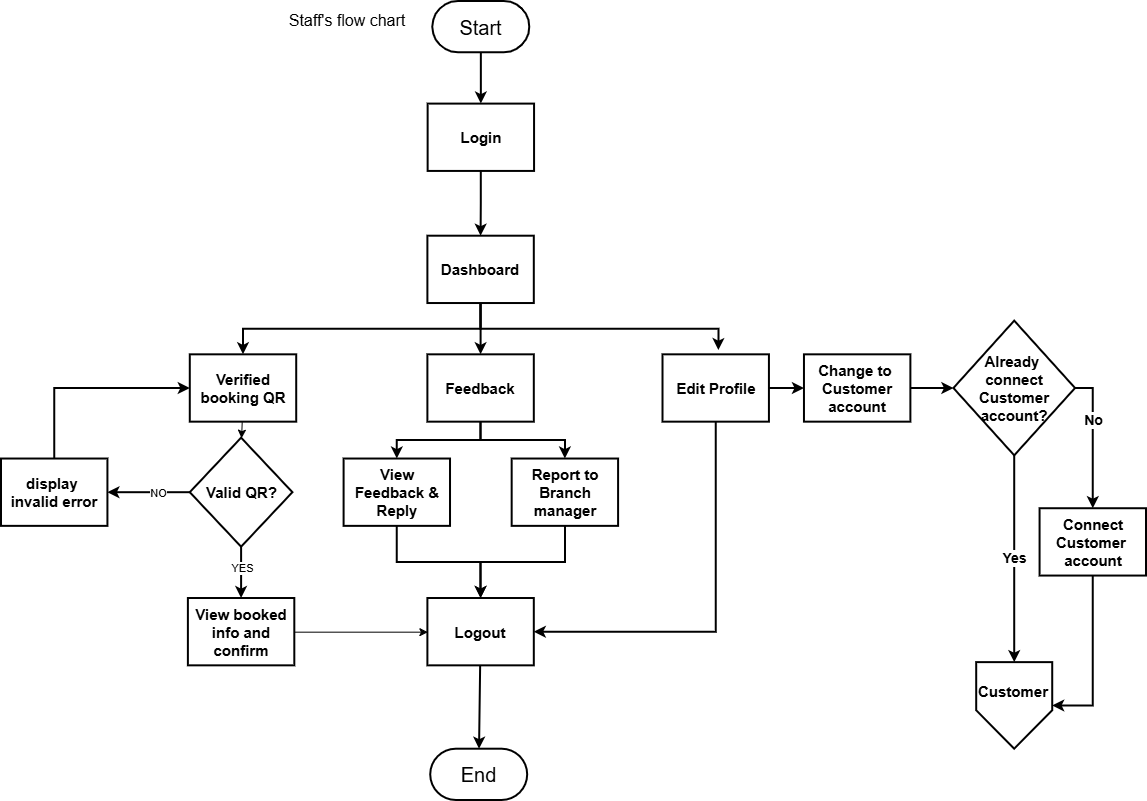 Staff's flow chart
Start
Login
Dashboard
Verified
booking QR
Feedback
Edit Profile
Change to
Customer
account
Already
connect
Customer
account?
No
display
invalid error
NO
Valid QR?
View
Feedback &
Reply
Report to
Branch
manager
Connect
Customer
account
Yes
YES
View booked
info and
confirm
Logout
Customer
End